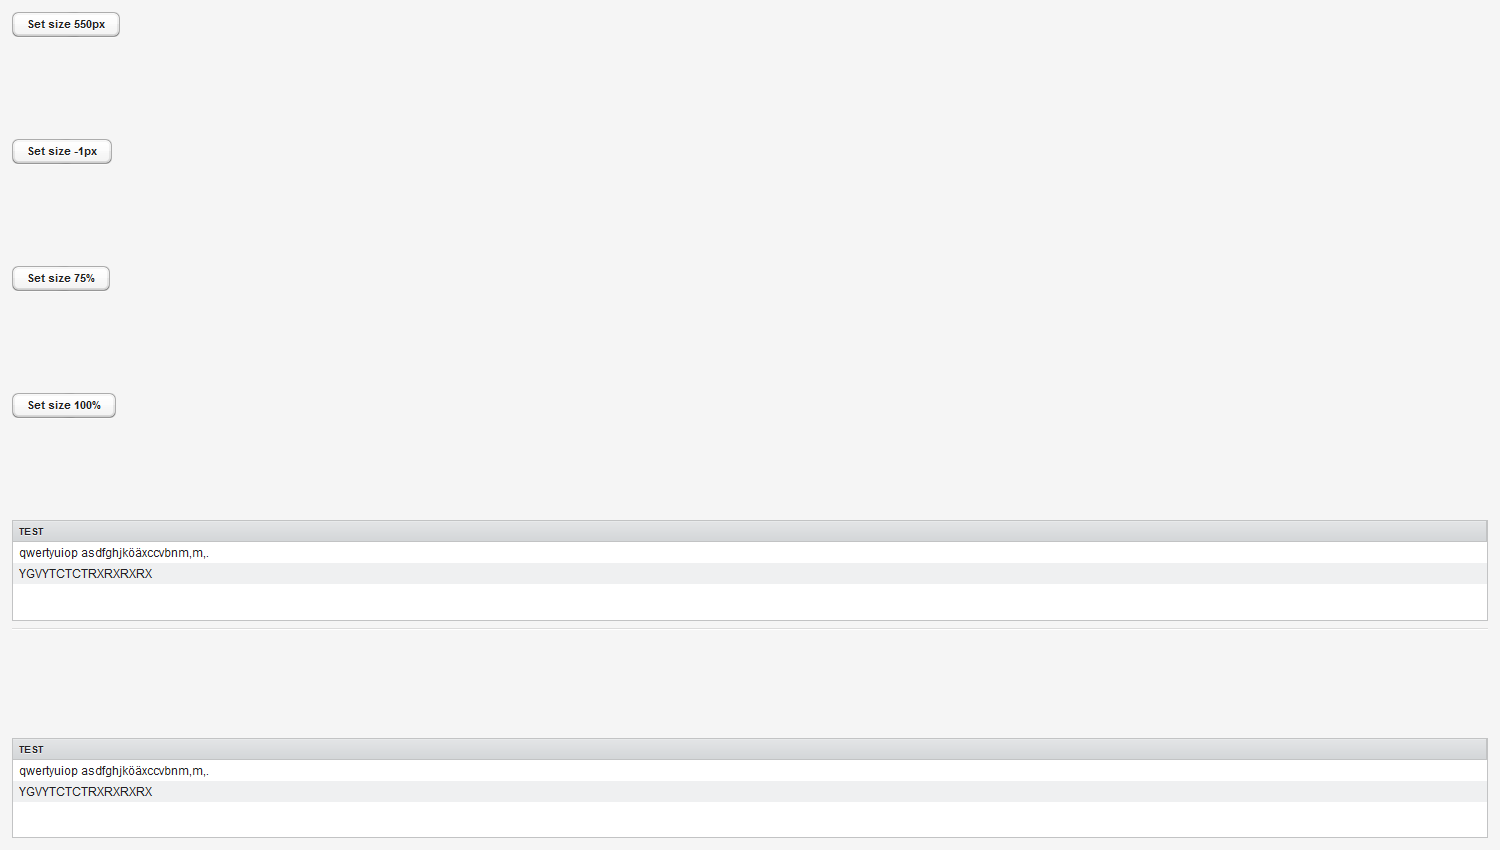 Set size 550px
Set size -1px
Set size 75%
Set size 100%
TEST
qwertyuiop asdfghjköäxccvbnm,m,.
YGVYTCTCTRXRXRXRX
TEST
qwertyuiop asdfghjköäxccvbnm,m,.
YGVYTCTCTRXRXRXRX